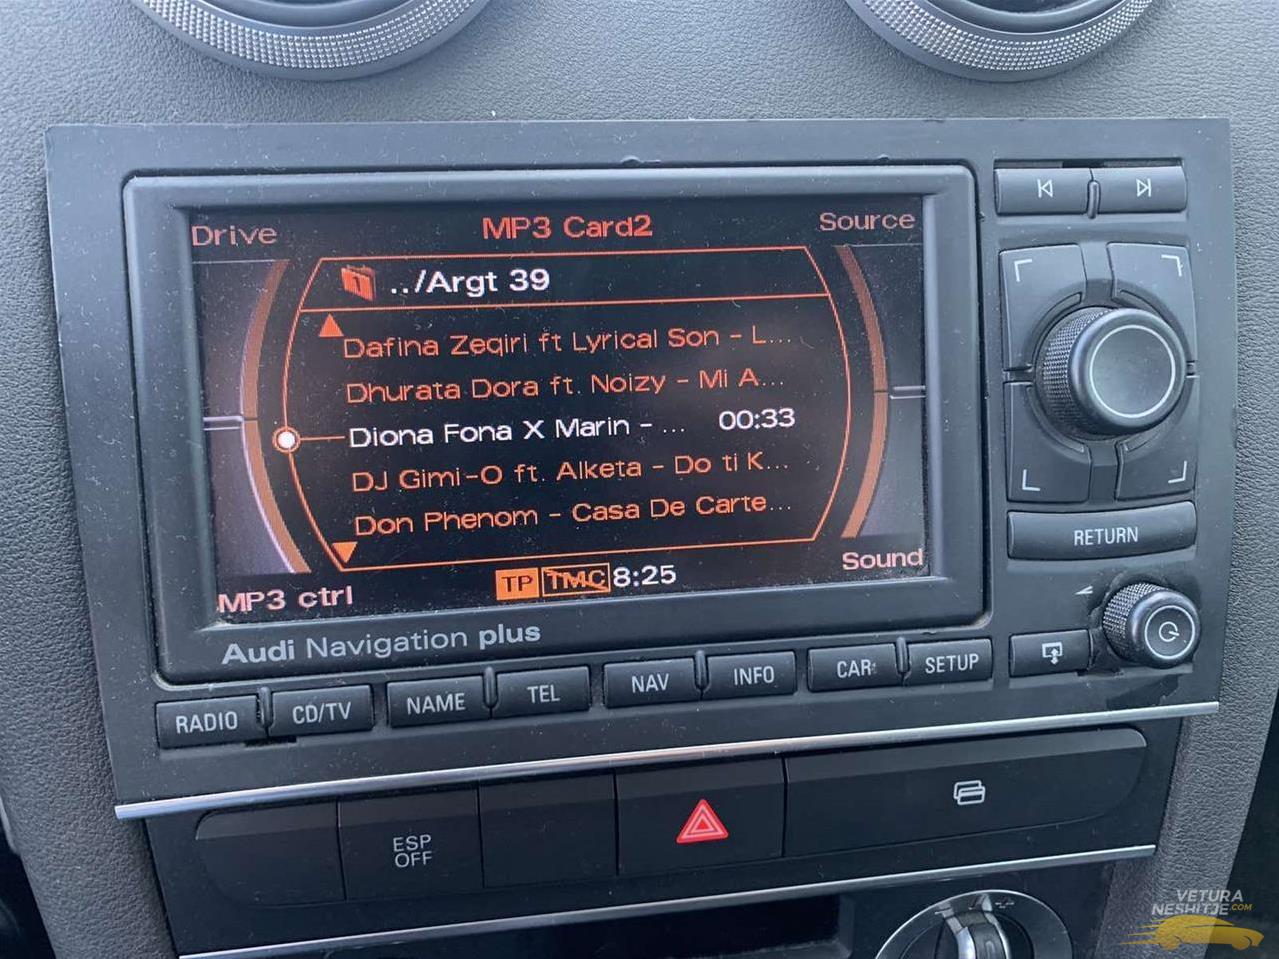 Drive MP3 Card2 Source
../Argt 39
Dafina Zeqiri ft Lyrical Son - L...
Dhurata Dora ft. Noizy - Mi A...
Diona Fona X Marin - ... 00:33
DJ Gimi-O ft. Alketa - Do ti K...
Don Phenom - Casa De Carte...
MP3 ctrl TP TMC 8:25 Sound
Audi Navigation plus
RETURN
RADIO CD/TV NAME TEL NAV INFO CAR SETUP
ESP
OFF
VETURA
NESHITJE.COM